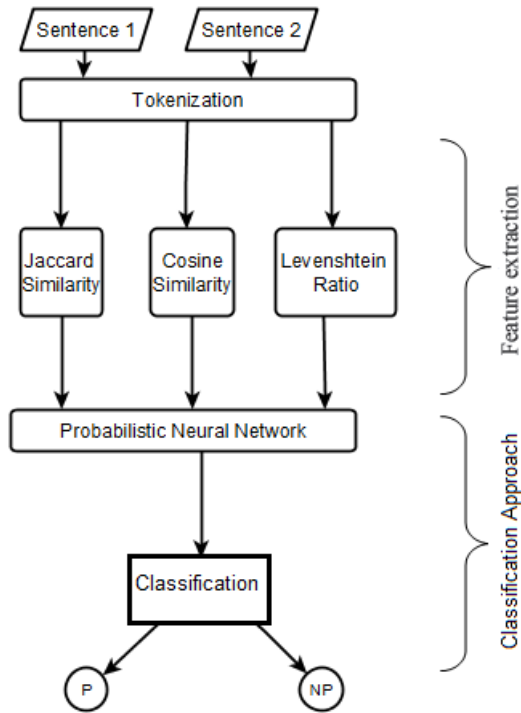 Sentence 1
Sentence 2
Tokenization
Jaccard
Similarity
Cosine
Similarity
Levenshtein
Ratio
Feature extraction
Probabilistic Neural Network
Classification
Classification Approach
P
NP